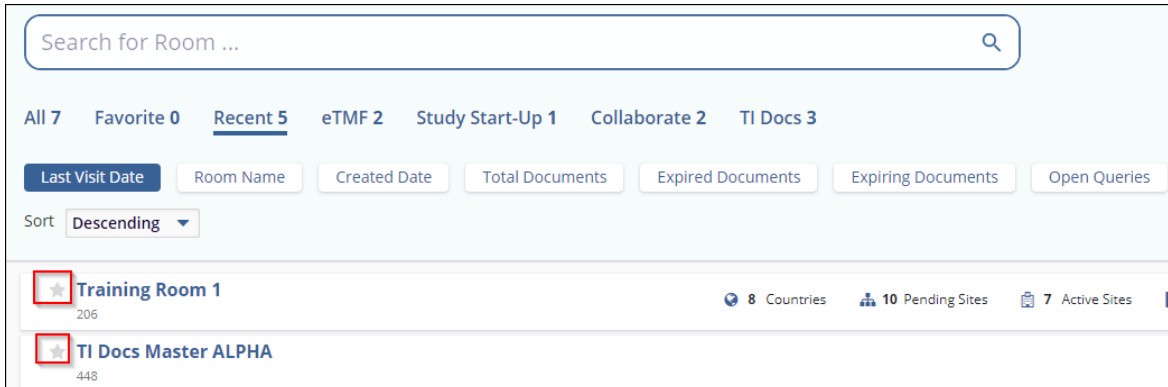 Search for Room ...
All 7 Favorite 0 Recent 5 eTMF 2 Study Start-Up 1 Collaborate 2 TI Docs 3
Last Visit Date Room Name Created Date Total Documents Expired Documents Expiring Documents Open Queries
Sort Descending
Training Room 1 8 Countries 10 Pending Sites 7 Active Sites
206
TI Docs Master ALPHA
448